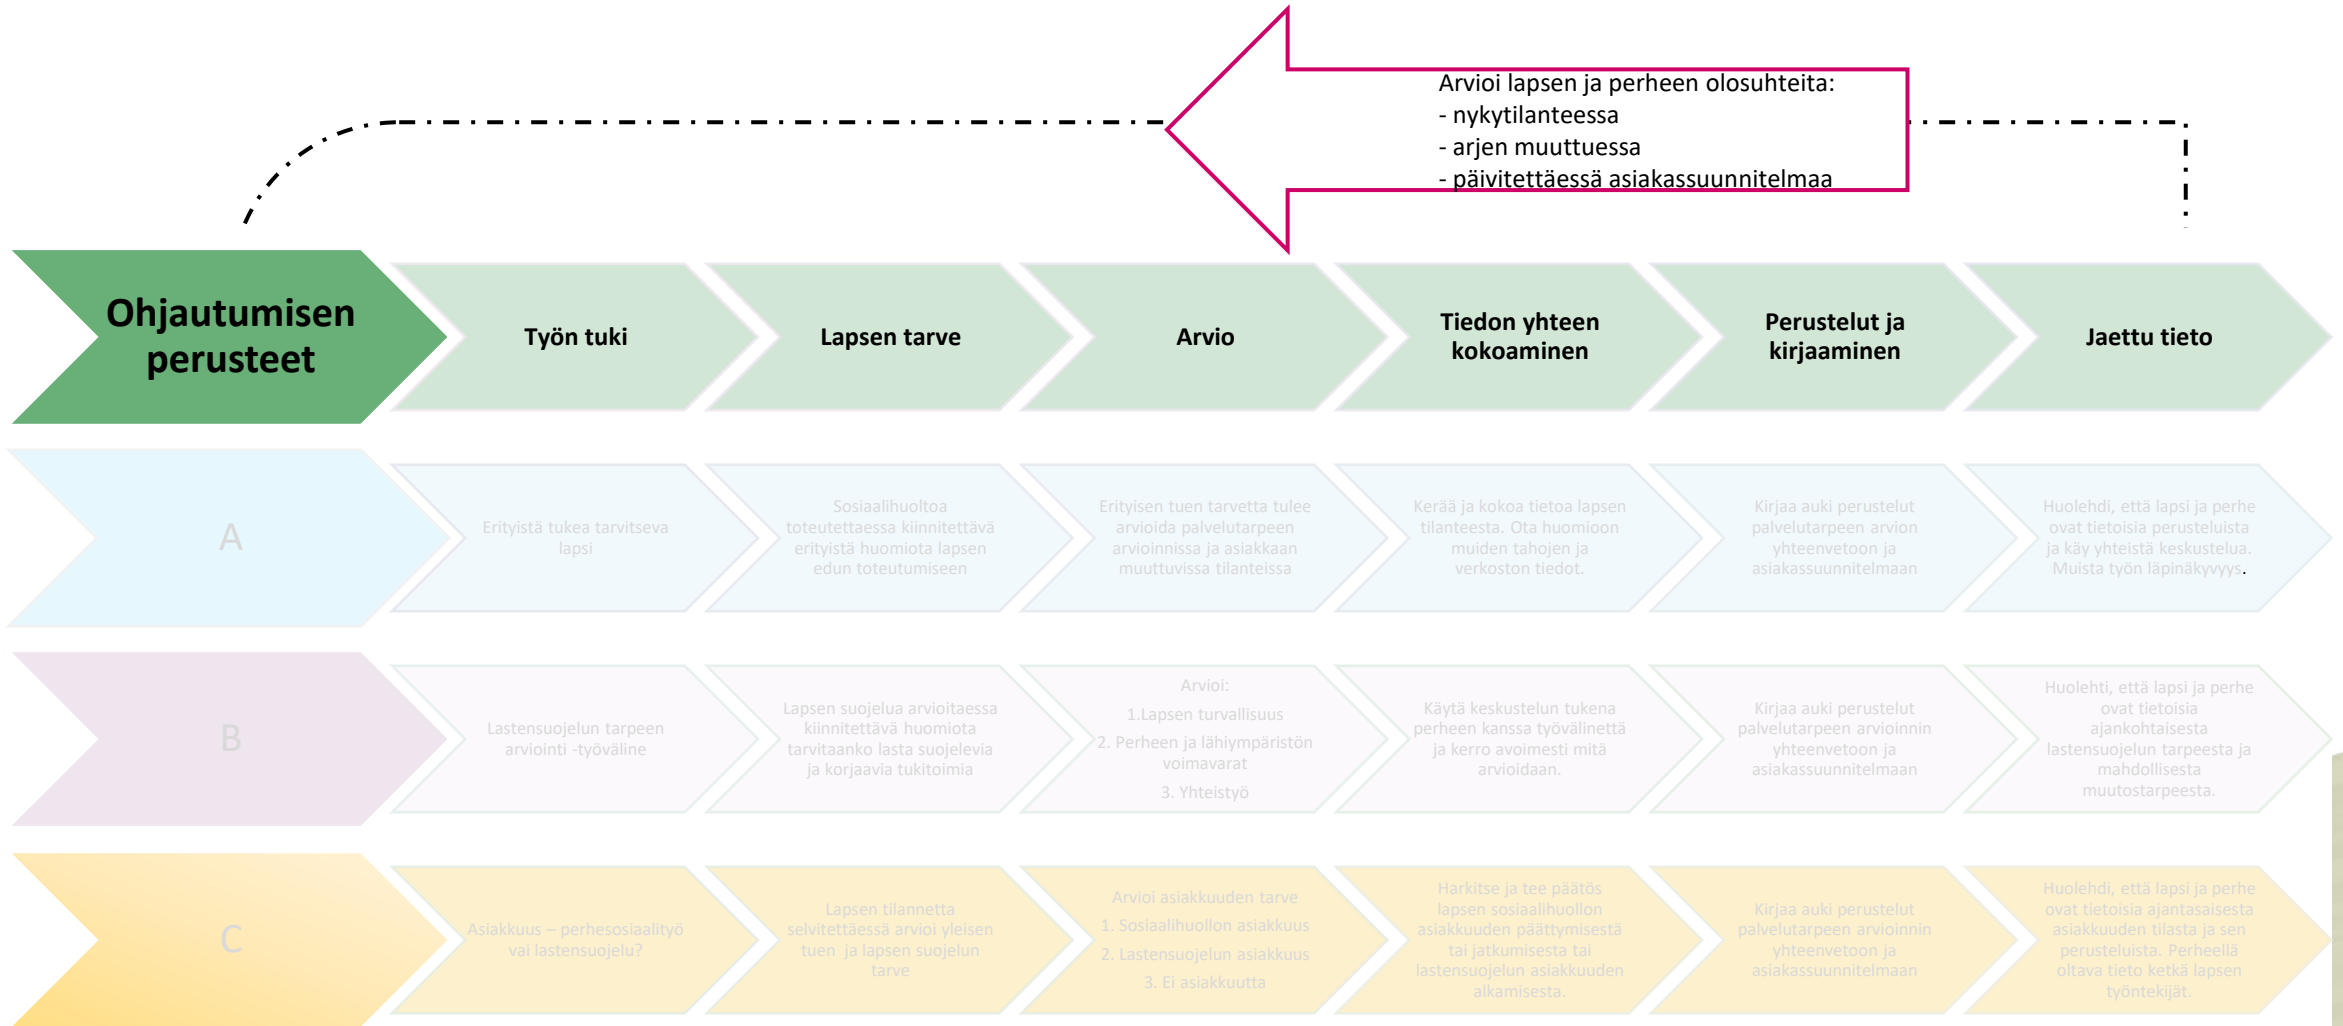 Arvioi lapsen ja perheen olosuhteita:
- nykytilanteessa
- arjen muuttuessa
- päivitettäessä asiakassuunnitelmaa
Ohjautumisen
perusteet
Työn tuki
Lapsen tarve
Arvio
Tiedon yhteen
kokoaminen
Perustelut ja
kirjaaminen
Jaettu tieto
A
Erityistä tukea tarvitseva
lapsi
Sosiaalihuoltoa
toteutettaessa kiinnitettävä
erityistä huomiota lapsen
edun toteutumiseen
Erityisen tuen tarvetta tulee
arvioida palvelutarpeen
arvioinnissa ja asiakkaan
muuttuvissa tilanteissa
Kerää ja kokoa tietoa lapsen
tilanteesta. Ota huomioon
muiden tahojen ja
verkoston tiedot.
Kirjaa auki perustelut
palvelutarpeen arvion
yhteenvetoon ja
asiakassuunnitelmaan
Huolehdi, että lapsi ja perhe
ovat tietoisia perusteluista
ja käy yhteistä keskustelua.
Muista työn läpinäkyvyys.
B
Lastensuojelun tarpeen
arviointi -työväline
Lapsen suojelua arvioitaessa
kiinnitettävä huomiota
tarvitaanko lasta suojelevia
ja korjaavia tukitoimia
Arvioi:
1.Lapsen turvallisuus
2. Perheen ja lähiympäristön
voimavarat
3. Yhteistyö
Käytä keskustelun tukena
perheen kanssa työvälinettä
ja kerro avoimesti mitä
arvioidaan.
Kirjaa auki perustelut
palvelutarpeen arvioinnin
yhteenvetoon ja
asiakassuunnitelmaan
Huolehti, että lapsi ja perhe
ovat tietoisia
ajankohtaisesta
lastensuojelun tarpeesta ja
mahdollisesta
muutostarpeesta.
C
Asiakkuus – perhesosiaalityö
vai lastensuojelu?
Lapsen tilannetta
selvitettäessä arvioi yleisen
tuen ja lapsen suojelun
tarve
Arvioi asiakkuuden tarve
1. Sosiaalihuollon asiakkuus
2. Lastensuojelun asiakkuus
3. Ei asiakkuutta
Harkitse ja tee päätös
lapsen sosiaalihuollon
asiakkuuden päättymisestä
tai jatkumisesta tai
lastensuojelun asiakkuuden
alkamisesta.
Kirjaa auki perustelut
palvelutarpeen arvioinnin
yhteenvetoon ja
asiakassuunnitelmaan
Huolehdi, että lapsi ja perhe
ovat tietoisia ajantasaisesta
asiakkuuden tilasta ja sen
perusteluista. Perheellä
oltava tieto ketkä lapsen
työntekijät.